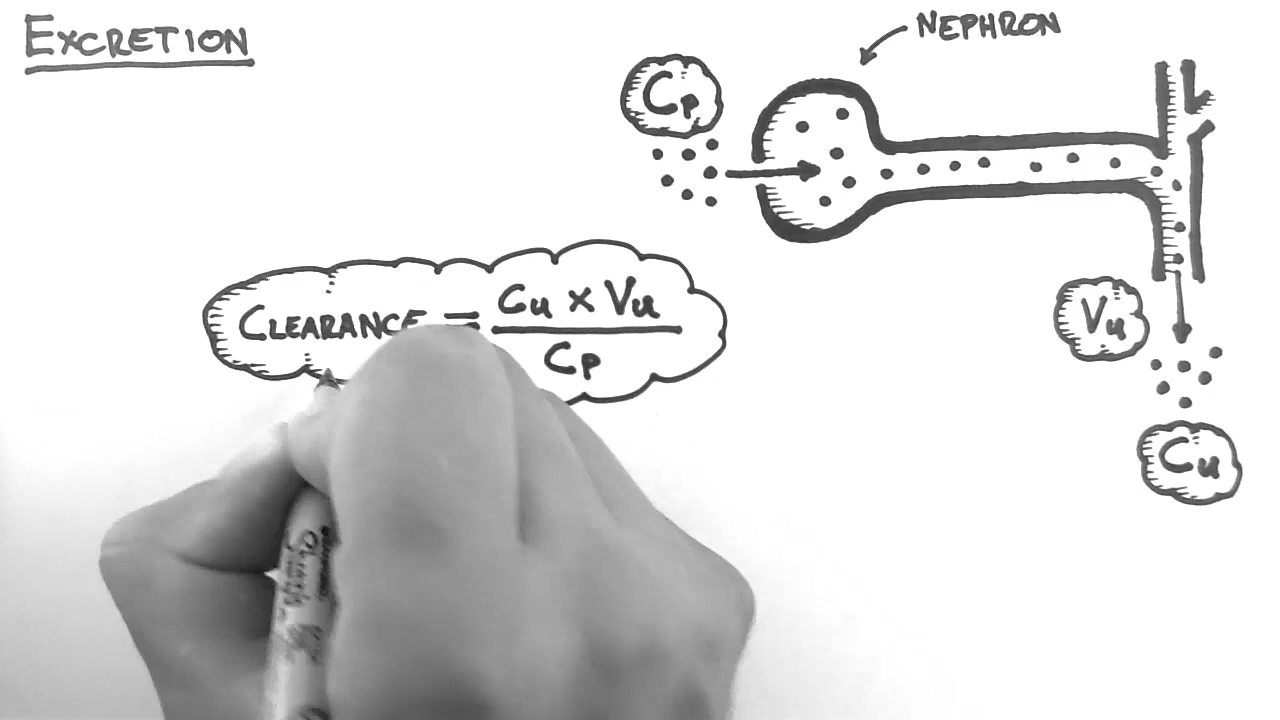 EXCRETION
NEPHRON
Cp
CLEARANCE = Cu x Vu
Cp
Vu
Cu